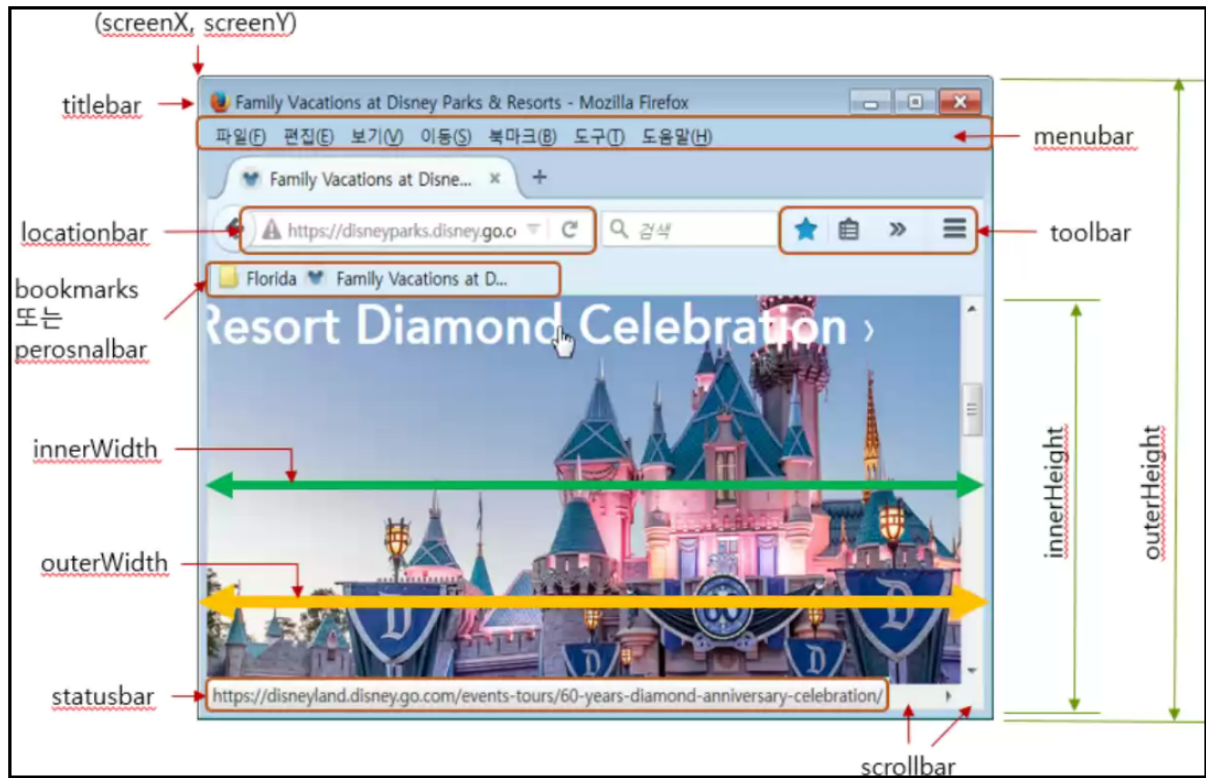 (screenX, screenY)
titlebar
Family Vacations at Disney Parks & Resorts - Mozilla Firefox
파일(F) 편집(E) 보기(V) 이동(S) 북마크(B) 도구(T) 도움말(H)
menubar
Family Vacations at Disne...
locationbar
https://disneyparks.disney.go.c
검색
toolbar
bookmarks
또는
perosnalbar
Florida Family Vacations at D...
Resort Diamond Celebration ›
innerWidth
innerHeight
outerHeight
outerWidth
D
60
D
D
D
statusbar
https://disneyland.disney.go.com/events-tours/60-years-diamond-anniversary-celebration/
scrollbar